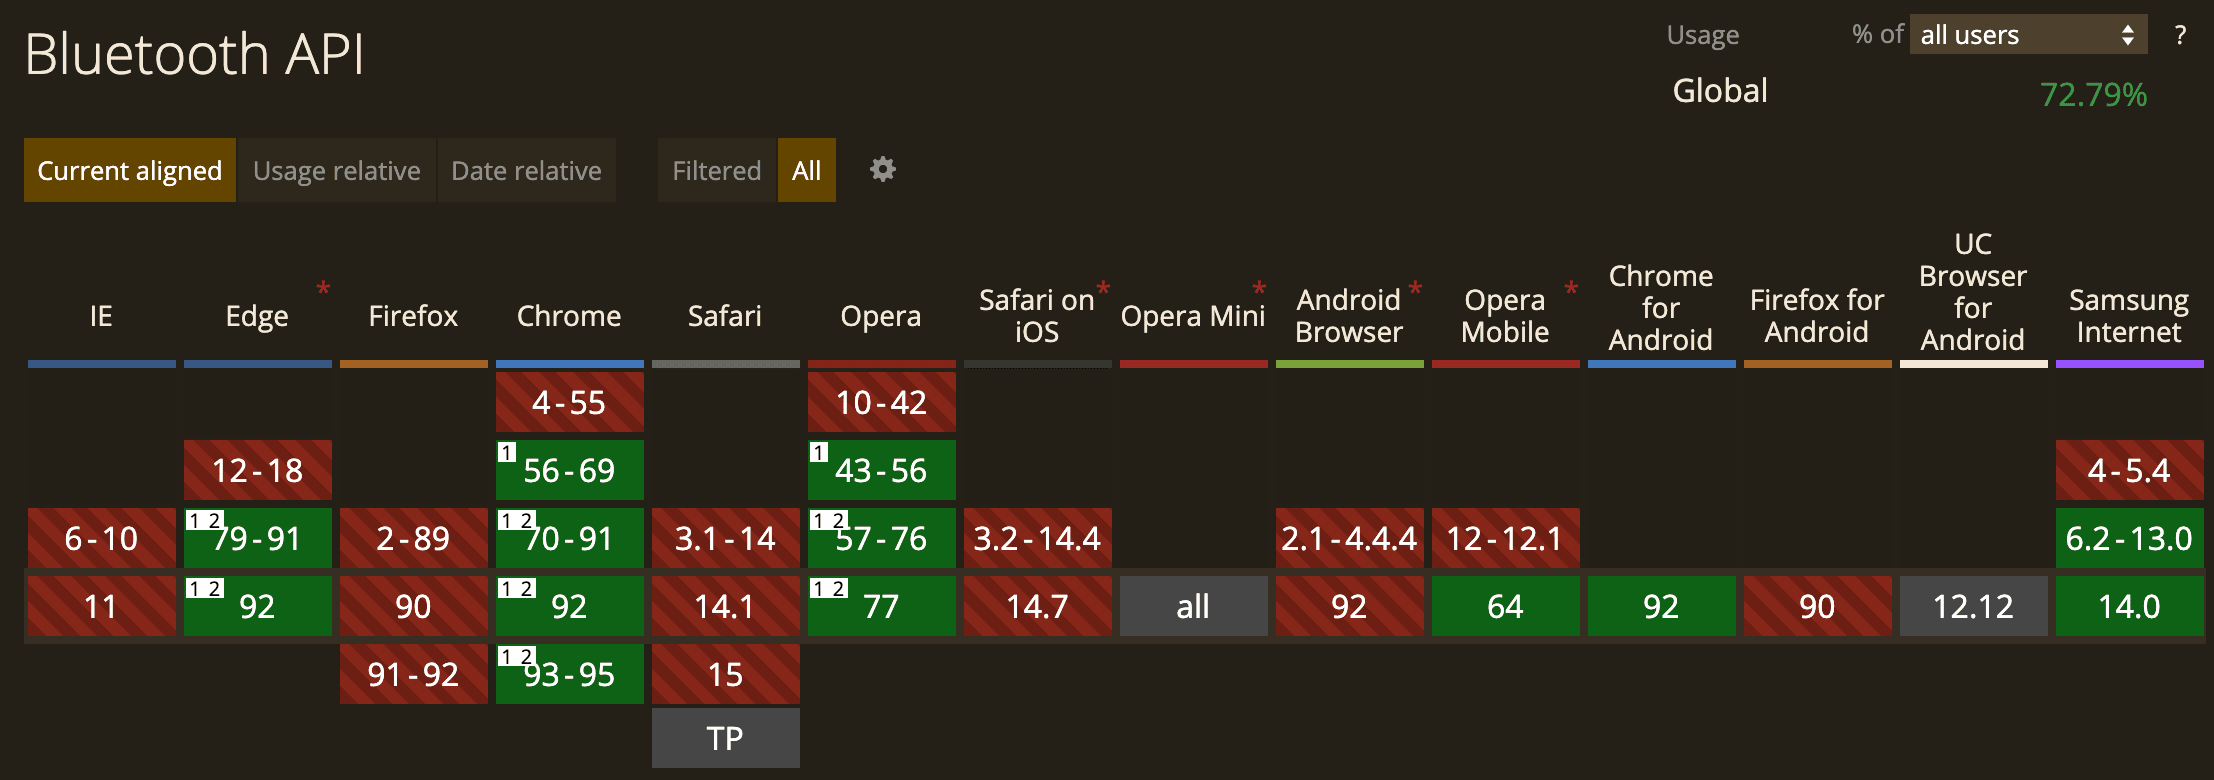 Bluetooth API
Usage % of all users ?
Global 72.79%
Current aligned Usage relative Date relative Filtered All
IE
Edge *
Firefox
Chrome
Safari
Opera
Safari on *
iOS
Opera Mini *
Android *
Browser
Opera *
Mobile
Chrome
for
Android
Firefox for
Android
UC
Browser
for
Android
Samsung
Internet
4-55 10-42
12-18 1 56-69 1 43-56 4-5.4
6-10 1 2 79-91 2-89 1 2 70-91 3.1-14 1 2 57-76 3.2-14.4 2.1-4.4.4 12-12.1 6.2-13.0
11 1 2 92 90 1 2 92 14.1 1 2 77 14.7 all 92 64 92 90 12.12 14.0
91-92 1 2 93-95 15
TP